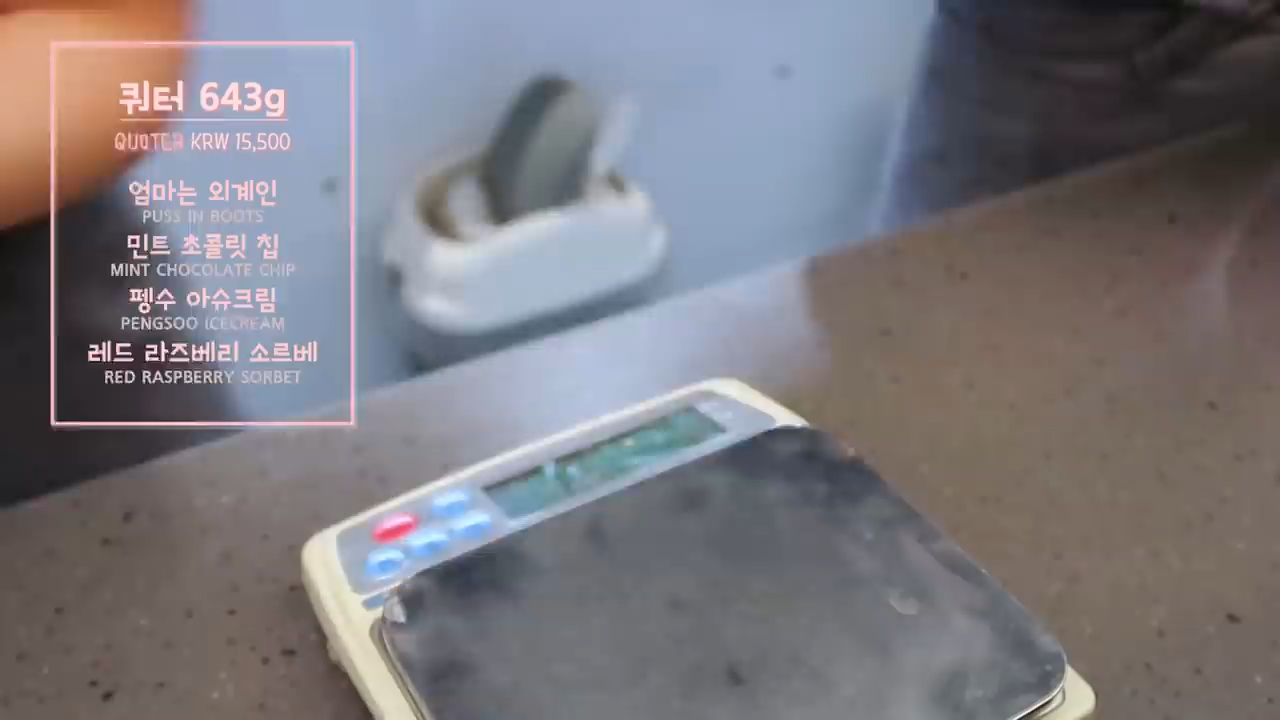 쿼터 643g
QUOTER KRW 15,500
엄마는 외계인
PUSS IN BOOTS
민트 초콜릿 칩
MINT CHOCOLATE CHIP
펭수 아슈크림
PENGSOO ICECREAM
레드 라즈베리 소르베
RED RASPBERRY SORBET